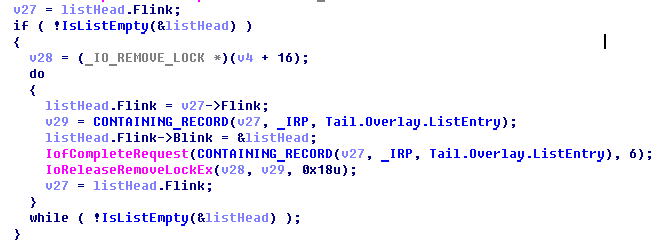 v27 = listHead.Flink;
if ( !IsListEmpty(&listHead) )
{
v28 = (_IO_REMOVE_LOCK *)(v4 + 16);
do
{
listHead.Flink = v27->Flink;
v29 = CONTAINING_RECORD(v27, _IRP, Tail.Overlay.ListEntry);
listHead.Flink->Blink = &listHead;
IofCompleteRequest(CONTAINING_RECORD(v27, _IRP, Tail.Overlay.ListEntry), 6);
IoReleaseRemoveLockEx(v28, v29, 0x18u);
v27 = listHead.Flink;
}
while ( !IsListEmpty(&listHead) );
}